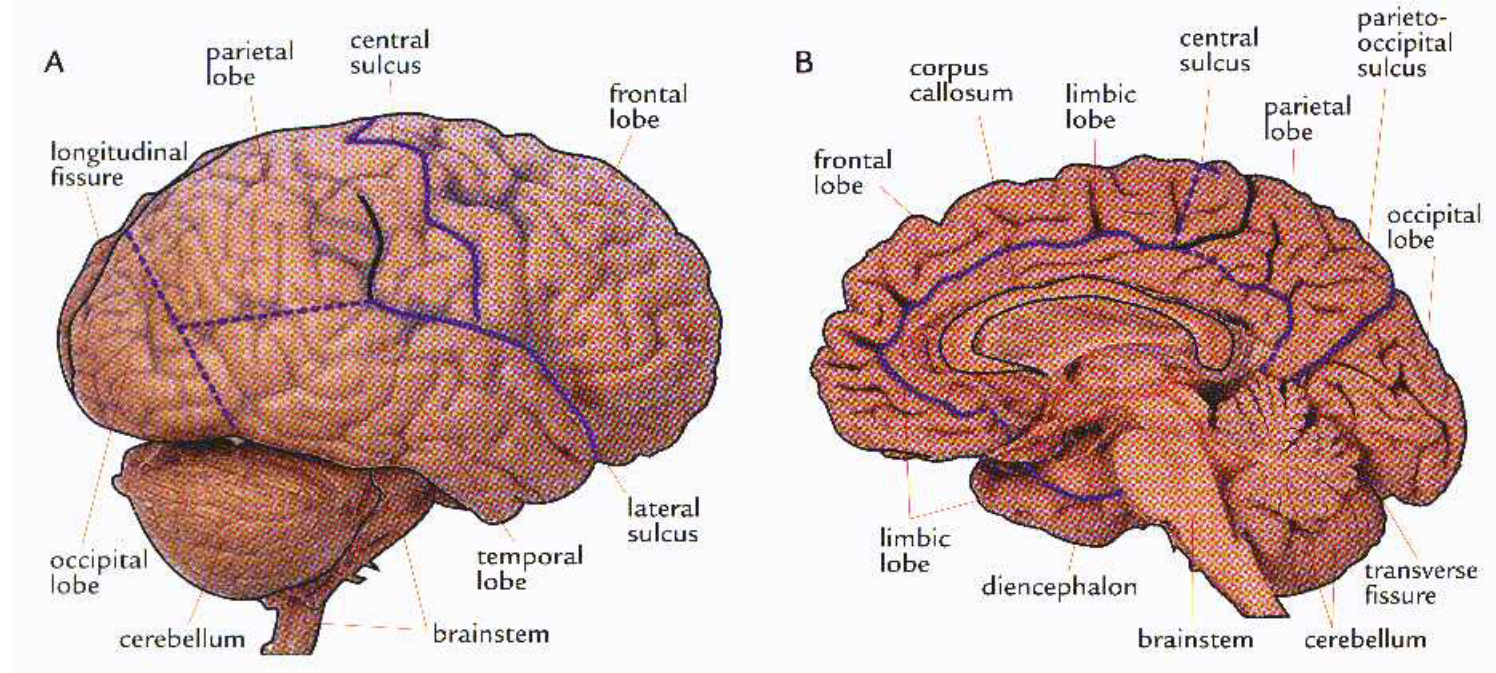 A
parietal
lobe
central
sulcus
frontal
lobe
longitudinal
fissure
occipital
lobe
cerebellum
brainstem
temporal
lobe
lateral
sulcus
B
corpus
callosum
limbic
lobe
central
sulcus
parieto-
occipital
sulcus
parietal
lobe
frontal
lobe
occipital
lobe
limbic
lobe
diencephalon
brainstem
cerebellum
transverse
fissure